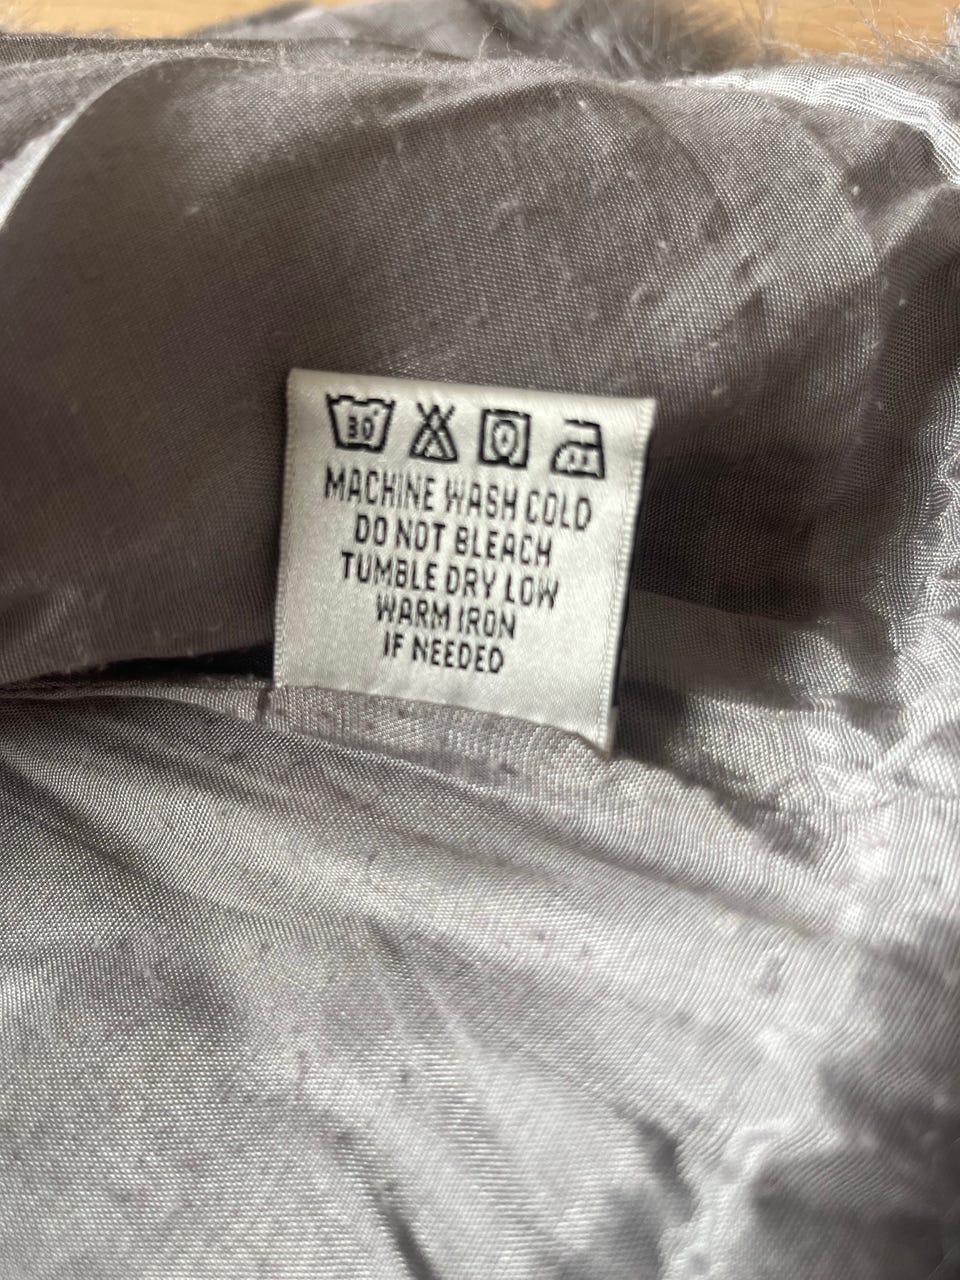 30°
MACHINE WASH COLD
DO NOT BLEACH
TUMBLE DRY LOW
WARM IRON
IF NEEDED